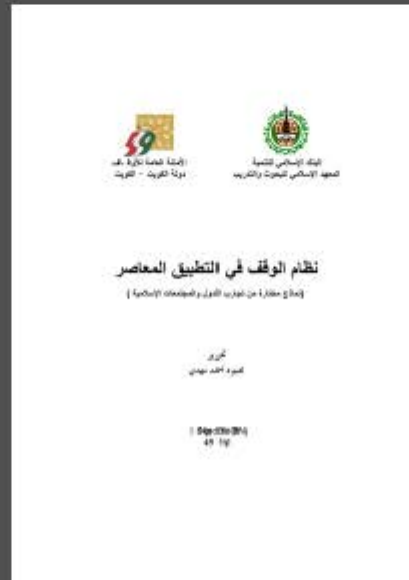 البنك الإسلامي للتنمية
المعهد الإسلامي للبحوث والتدريب
الأمانة العامة للأوقاف
دولة الكويت - الكويت
نظام الوقف في التطبيق المعاصر
(نماذج مختارة من تجارب الدول والمجتمعات الإسلامية)
تحرير
محمود أحمد مهدي